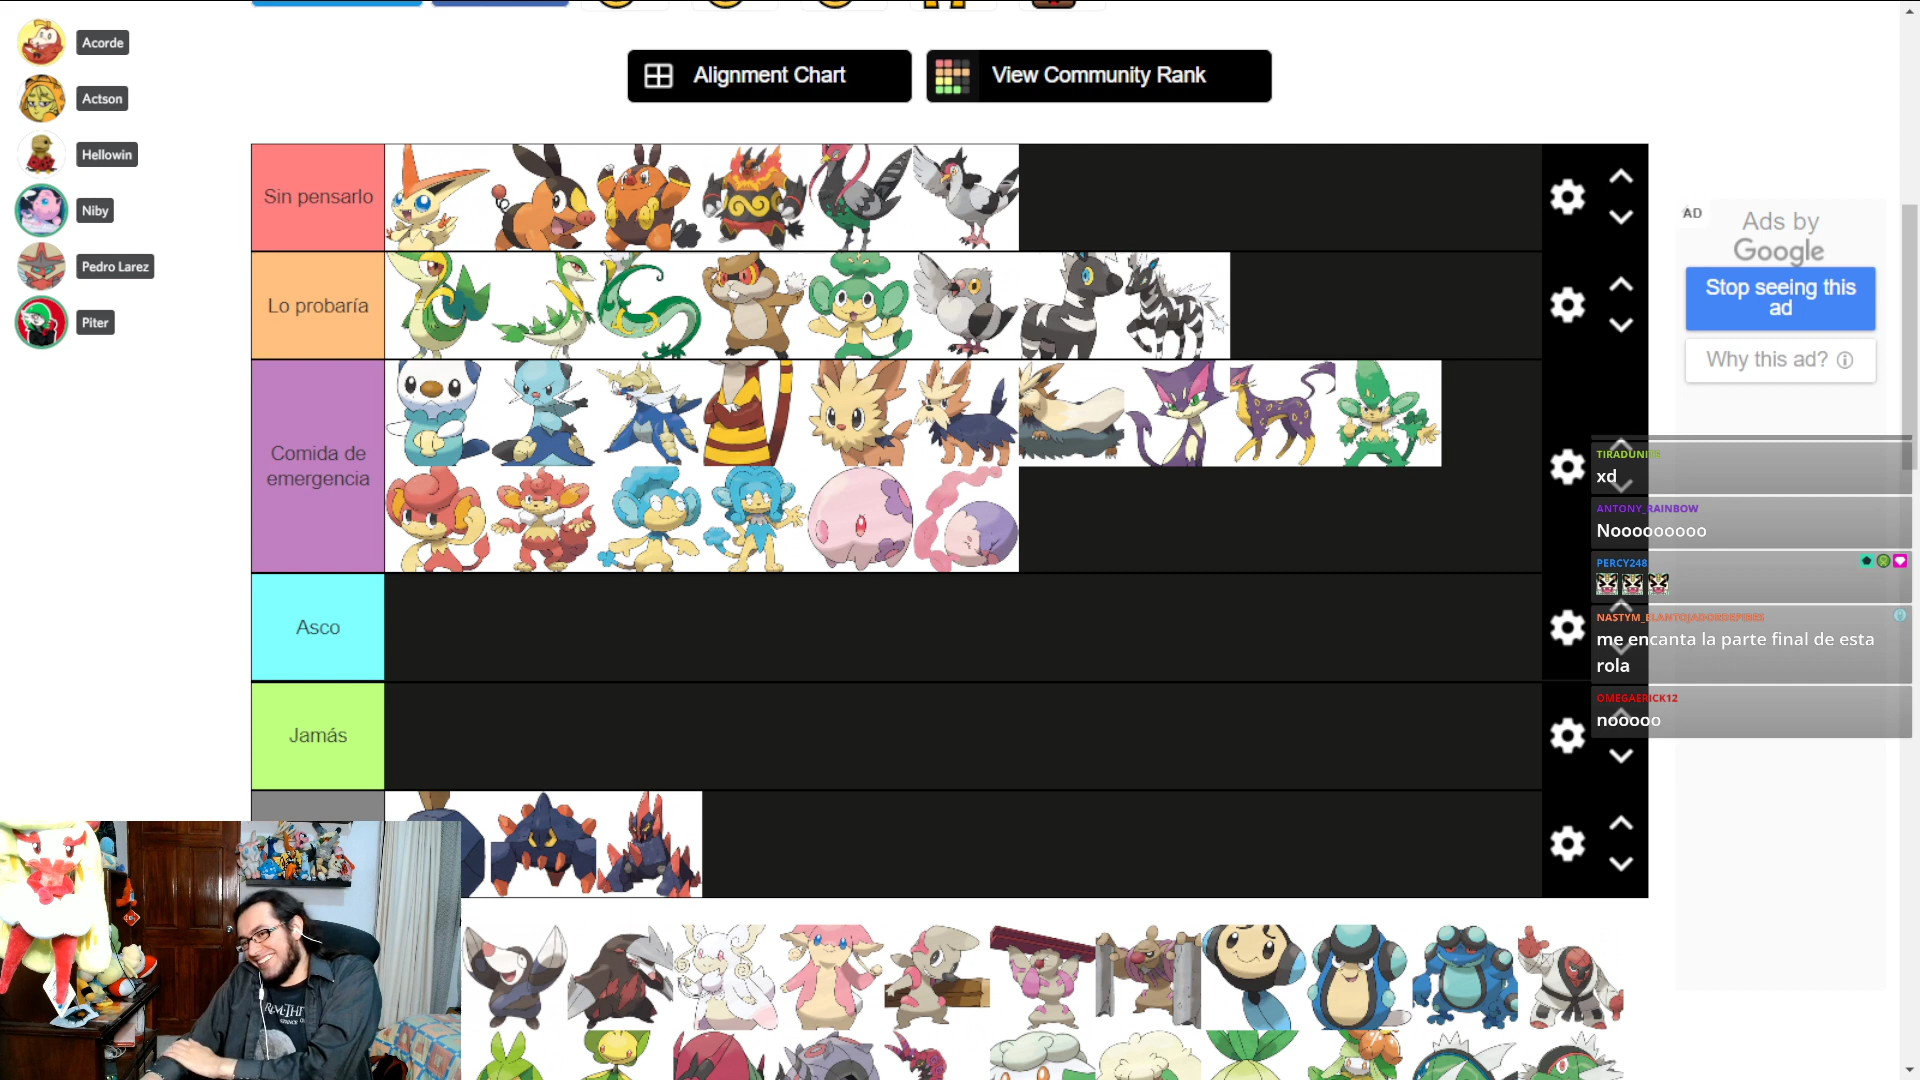 Acorde
Actson
Hellowin
Niby
Pedro Larez
Piter
Alignment Chart
View Community Rank
Sin pensarlo
Lo probaría
Comida de
emergencia
Asco
Jamás
AD
Ads by
Google
Stop seeing this
ad
Why this ad?
xd
ANTONY_RAINBOW
Nooooooooo
PERCY248
me encanta la parte final de esta
rola
OMEGAERICK12
nooooo